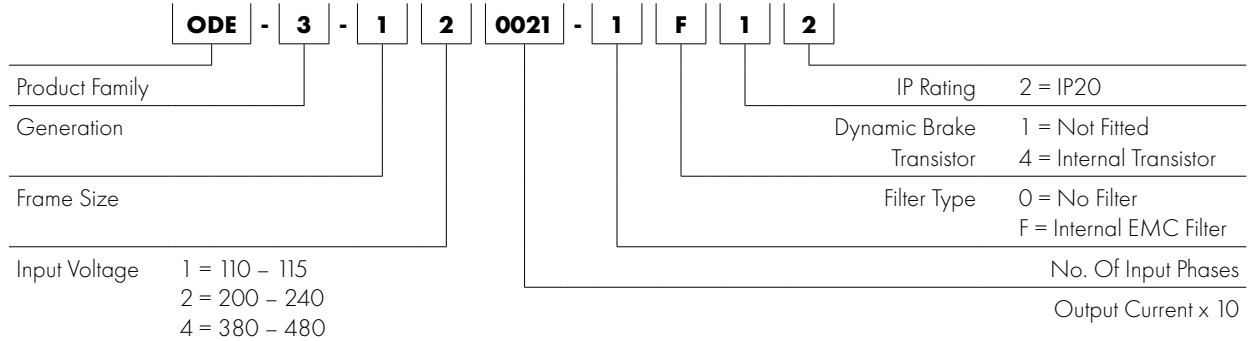 ODE - 3 - 1 2 0021 - 1 F 1 2
Product Family
Generation
Frame Size
Input Voltage 1 = 110 – 115
2 = 200 – 240
4 = 380 – 480
IP Rating 2 = IP20
Dynamic Brake 1 = Not Fitted
Transistor 4 = Internal Transistor
Filter Type 0 = No Filter
F = Internal EMC Filter
No. Of Input Phases
Output Current x 10